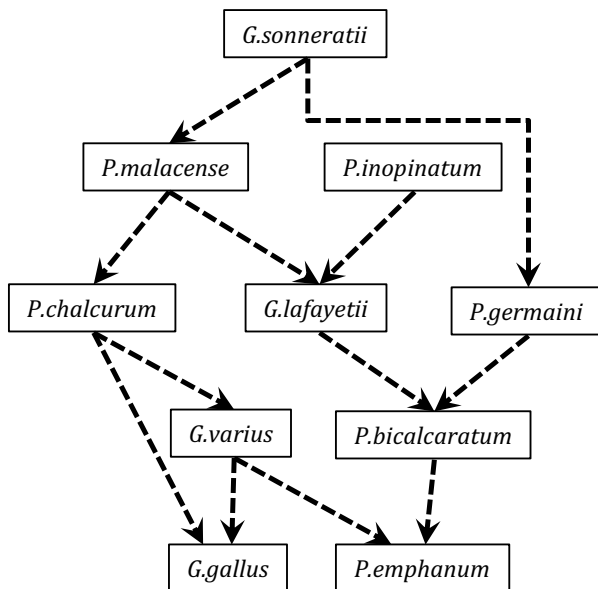 G.sonneratii
P.malacense
P.inopinatum
P.chalcurum
G.lafayetii
P.germaini
G.varius
P.bicalcaratum
G.gallus
P.emphanum